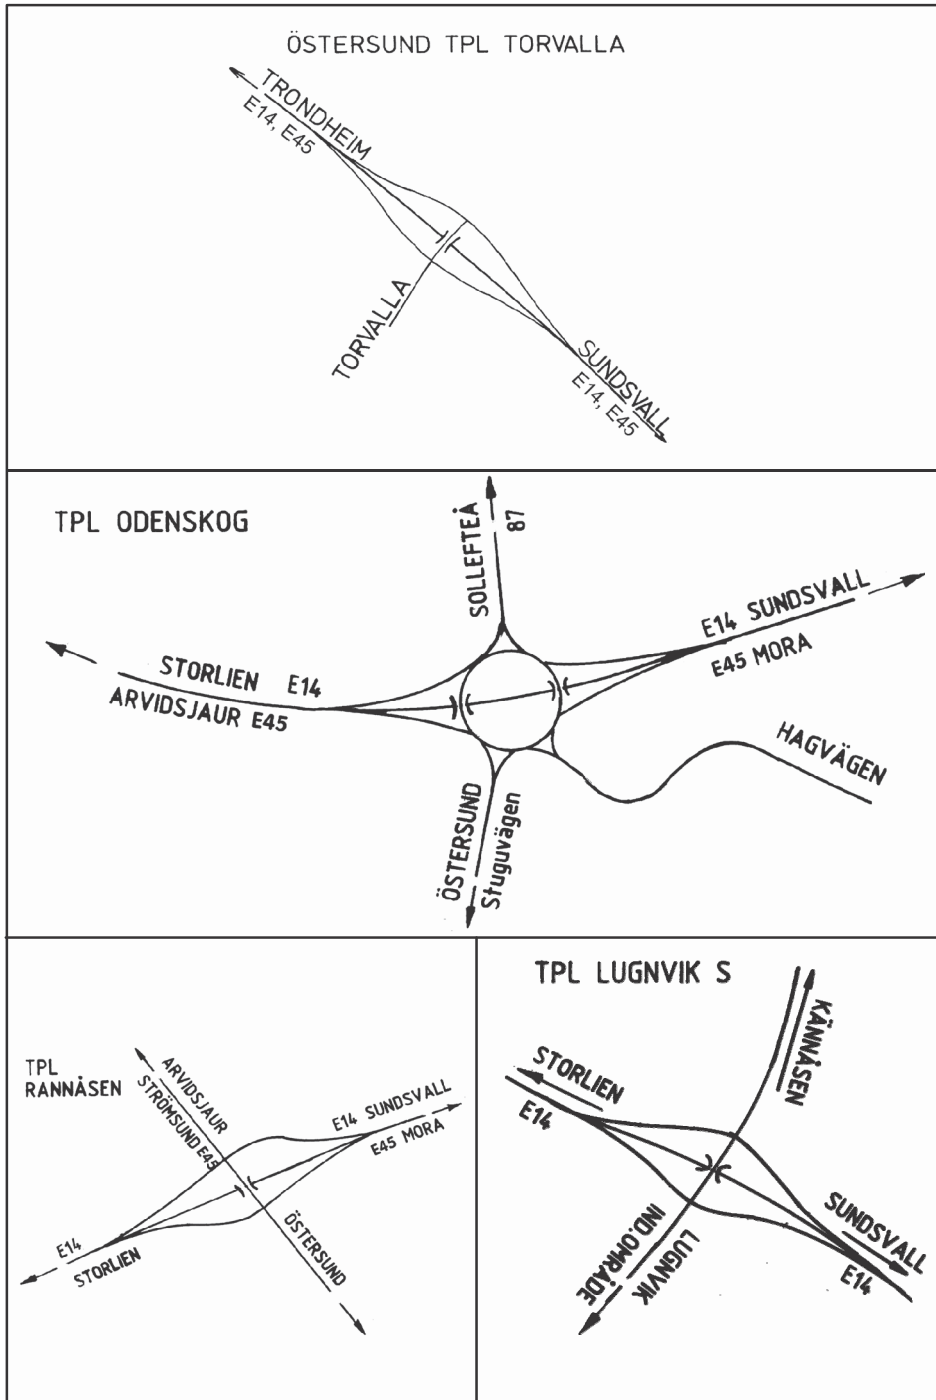 ÖSTERSUND TPL TORVALLA
TRONDHEIM
E14, E45
TORVALLA
SUNDSVALL
E14, E45
TPL ODENSKOG
SOLLEFTEÅ
87
E14 SUNDSVALL
E45 MORA
STORLIEN E14
ARVIDSJAUR E45
HAGVÄGEN
ÖSTERSUND
Stuguvägen
TPL
RANNÅSEN
ARVIDSJAUR
STRÖMSUND E45
E14 SUNDSVALL
E45 MORA
E14
STORLIEN
ÖSTERSUND
TPL LUGNVIK S
KÄNNÅSEN
STORLIEN
E14
SUNDSVALL
E14
IND.OMRÅDE
LUGNVIK